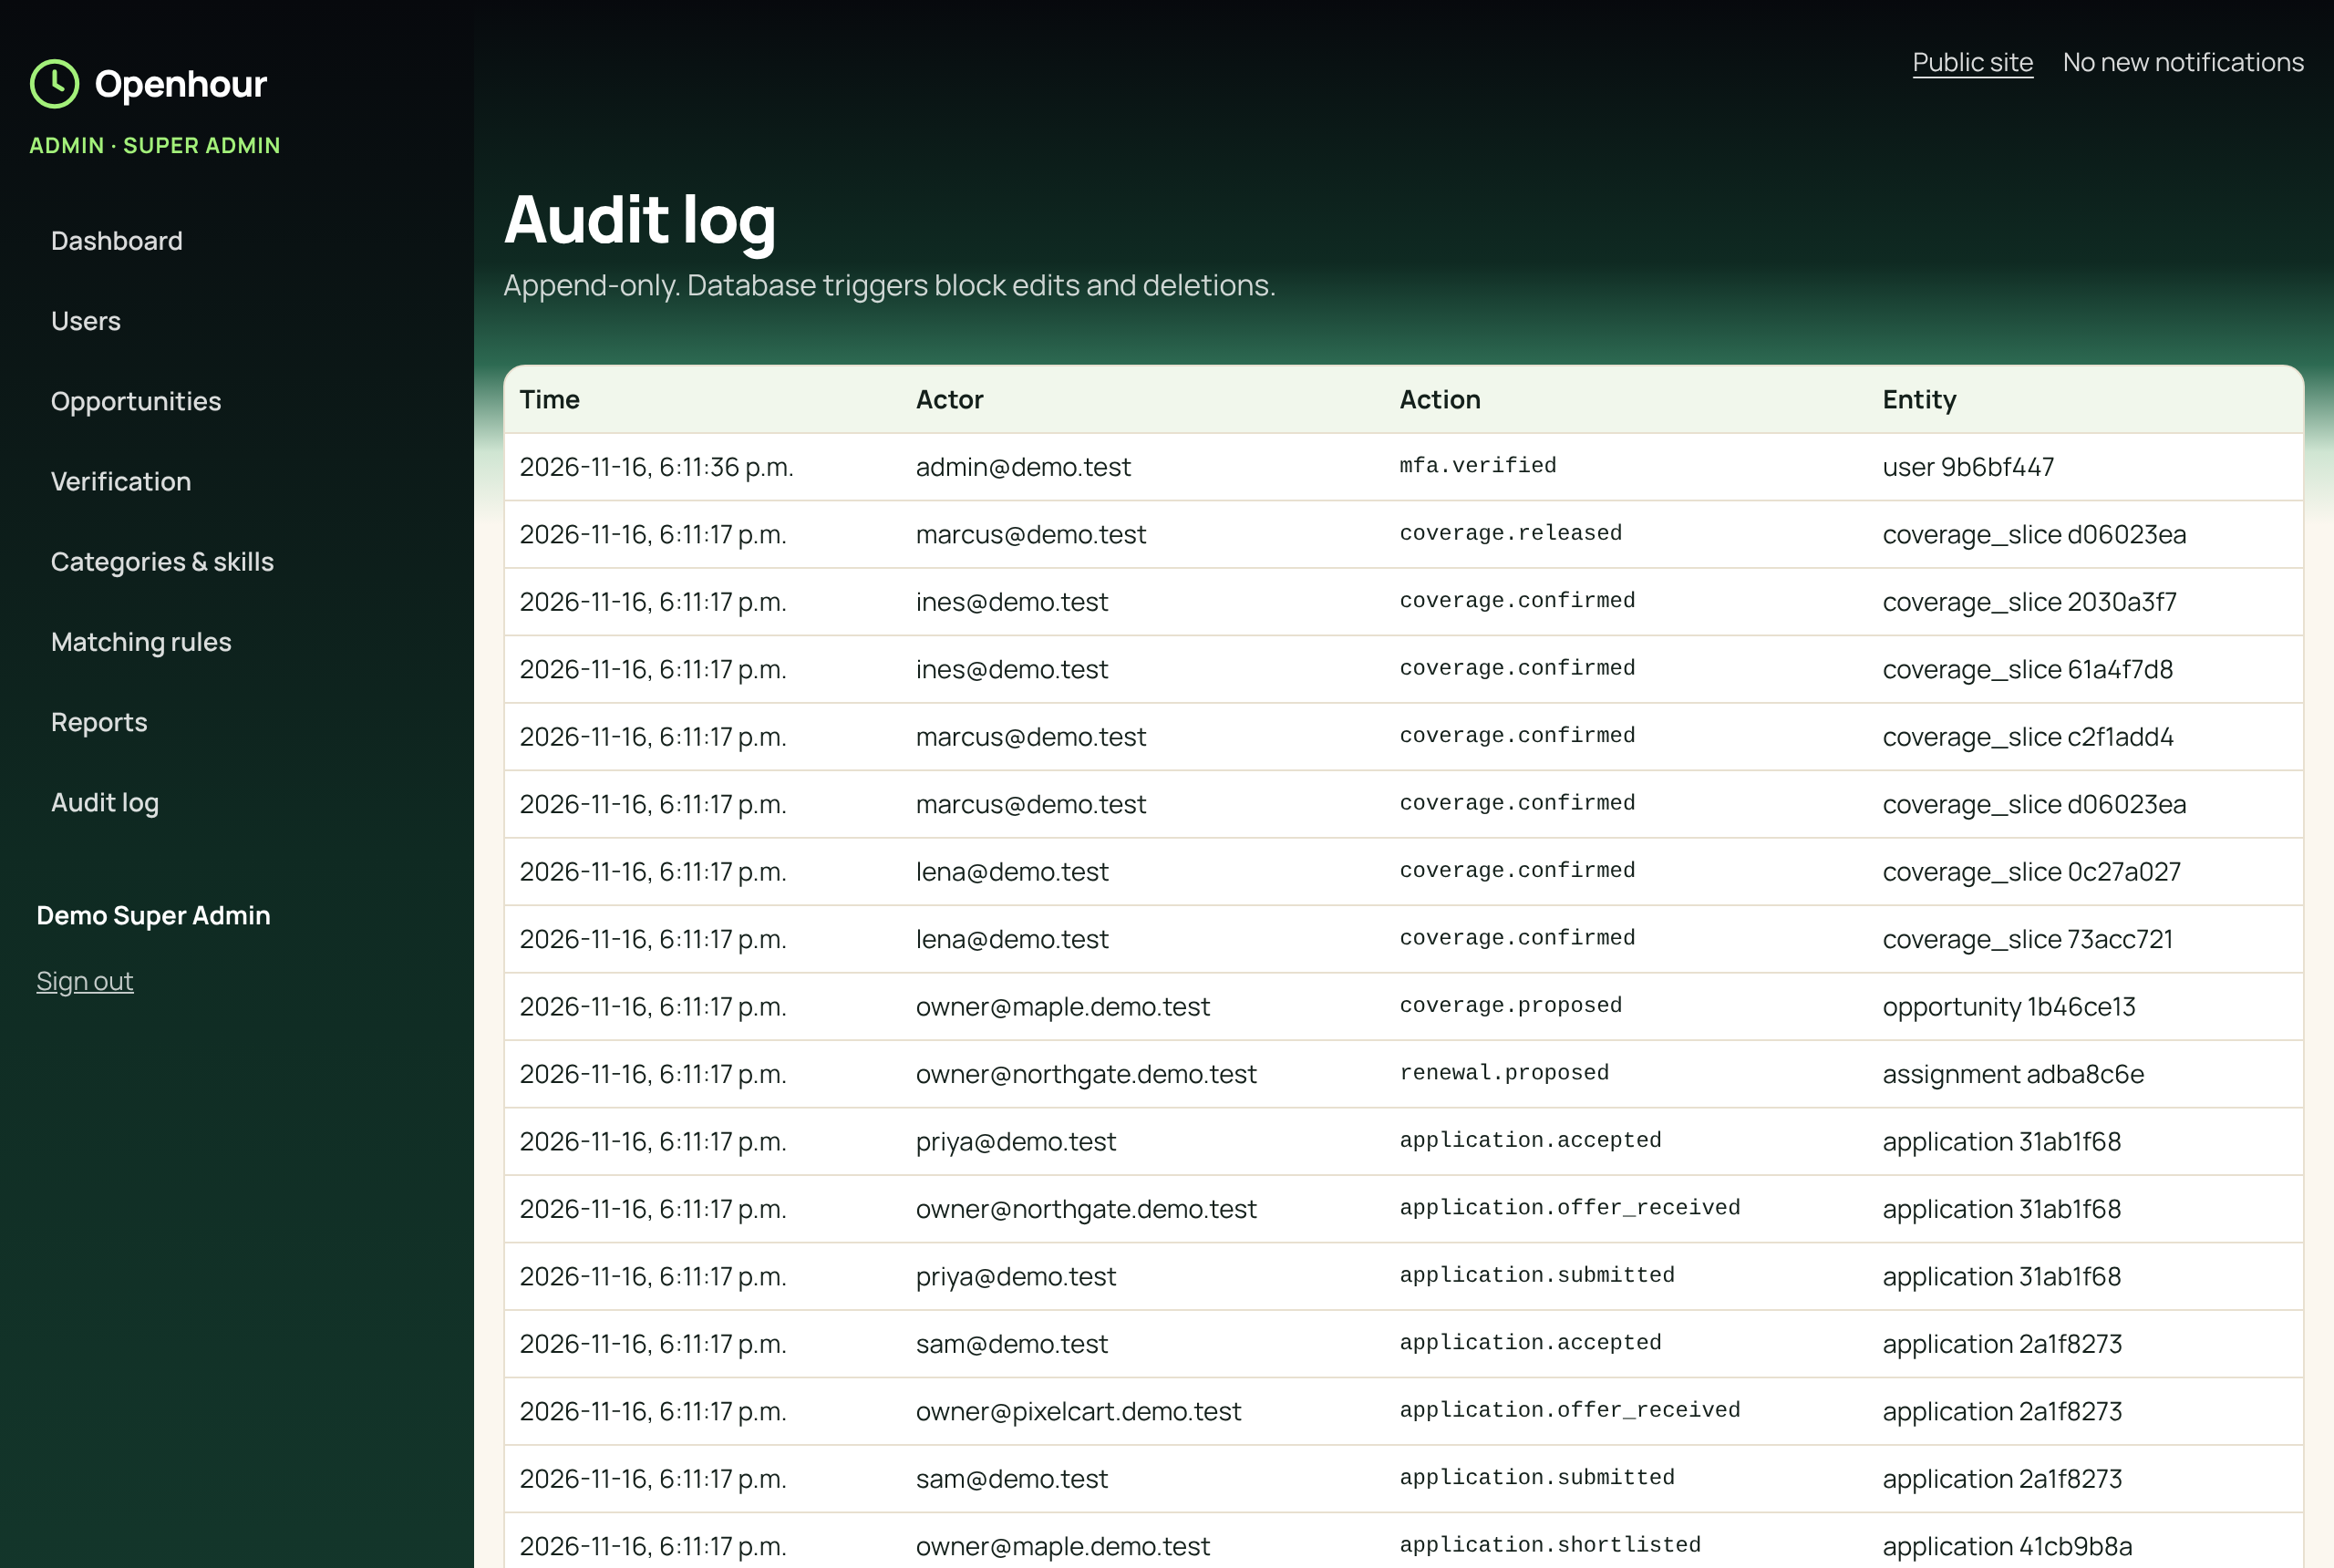 Openhour
ADMIN · SUPER ADMIN
Dashboard
Users
Opportunities
Verification
Categories & skills
Matching rules
Reports
Audit log
Demo Super Admin
Sign out
Public site No new notifications
Audit log
Append-only. Database triggers block edits and deletions.
Time Actor Action Entity
2026-11-16, 6:11:36 p.m. admin@demo.test mfa.verified user 9b6bf447
2026-11-16, 6:11:17 p.m. marcus@demo.test coverage.released coverage_slice d06023ea
2026-11-16, 6:11:17 p.m. ines@demo.test coverage.confirmed coverage_slice 2030a3f7
2026-11-16, 6:11:17 p.m. ines@demo.test coverage.confirmed coverage_slice 61a4f7d8
2026-11-16, 6:11:17 p.m. marcus@demo.test coverage.confirmed coverage_slice c2f1add4
2026-11-16, 6:11:17 p.m. marcus@demo.test coverage.confirmed coverage_slice d06023ea
2026-11-16, 6:11:17 p.m. lena@demo.test coverage.confirmed coverage_slice 0c27a027
2026-11-16, 6:11:17 p.m. lena@demo.test coverage.confirmed coverage_slice 73acc721
2026-11-16, 6:11:17 p.m. owner@maple.demo.test coverage.proposed opportunity 1b46ce13
2026-11-16, 6:11:17 p.m. owner@northgate.demo.test renewal.proposed assignment adba8c6e
2026-11-16, 6:11:17 p.m. priya@demo.test application.accepted application 31ab1f68
2026-11-16, 6:11:17 p.m. owner@northgate.demo.test application.offer_received application 31ab1f68
2026-11-16, 6:11:17 p.m. priya@demo.test application.submitted application 31ab1f68
2026-11-16, 6:11:17 p.m. sam@demo.test application.accepted application 2a1f8273
2026-11-16, 6:11:17 p.m. owner@pixelcart.demo.test application.offer_received application 2a1f8273
2026-11-16, 6:11:17 p.m. sam@demo.test application.submitted application 2a1f8273
2026-11-16, 6:11:17 p.m. owner@maple.demo.test application.shortlisted application 41cb9b8a